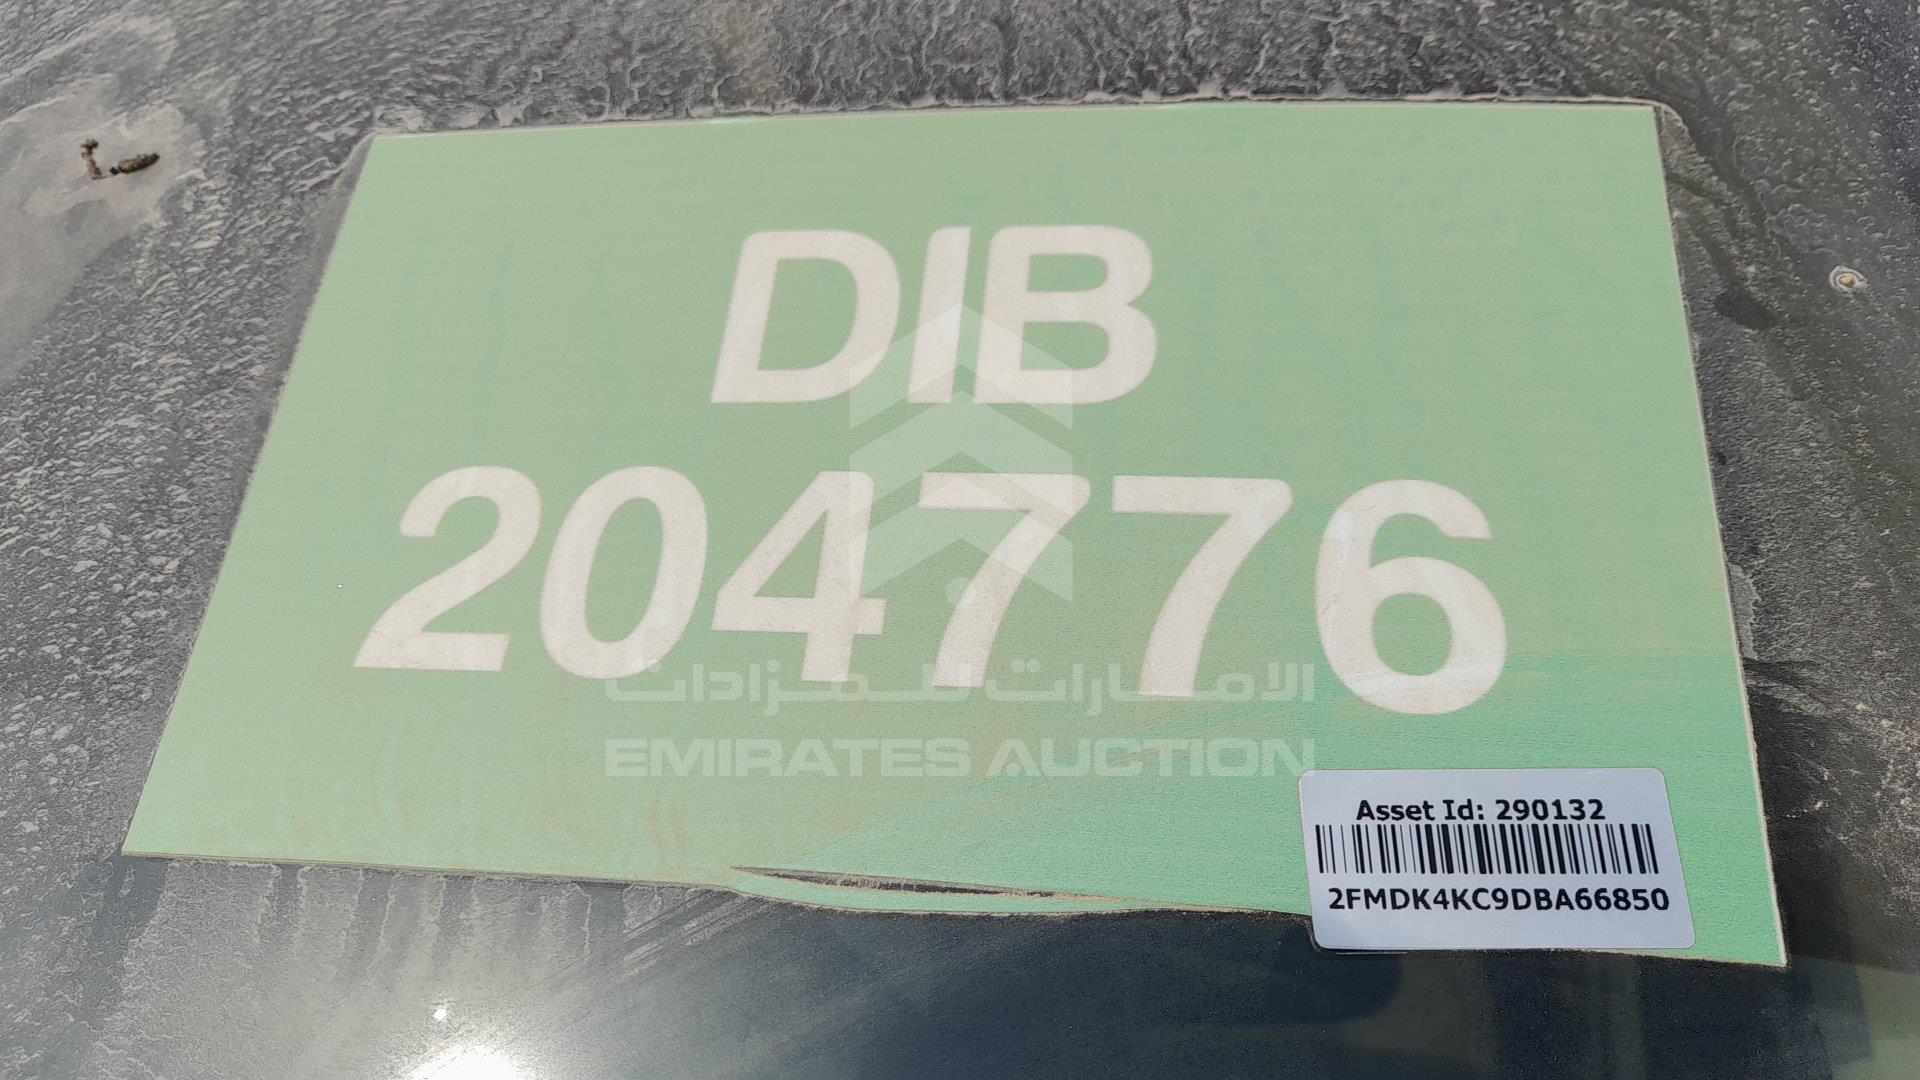 DIB
204776
الامارات للمزادات
EMIRATES AUCTION
Asset Id: 290132
2FMDK4KC9DBA66850